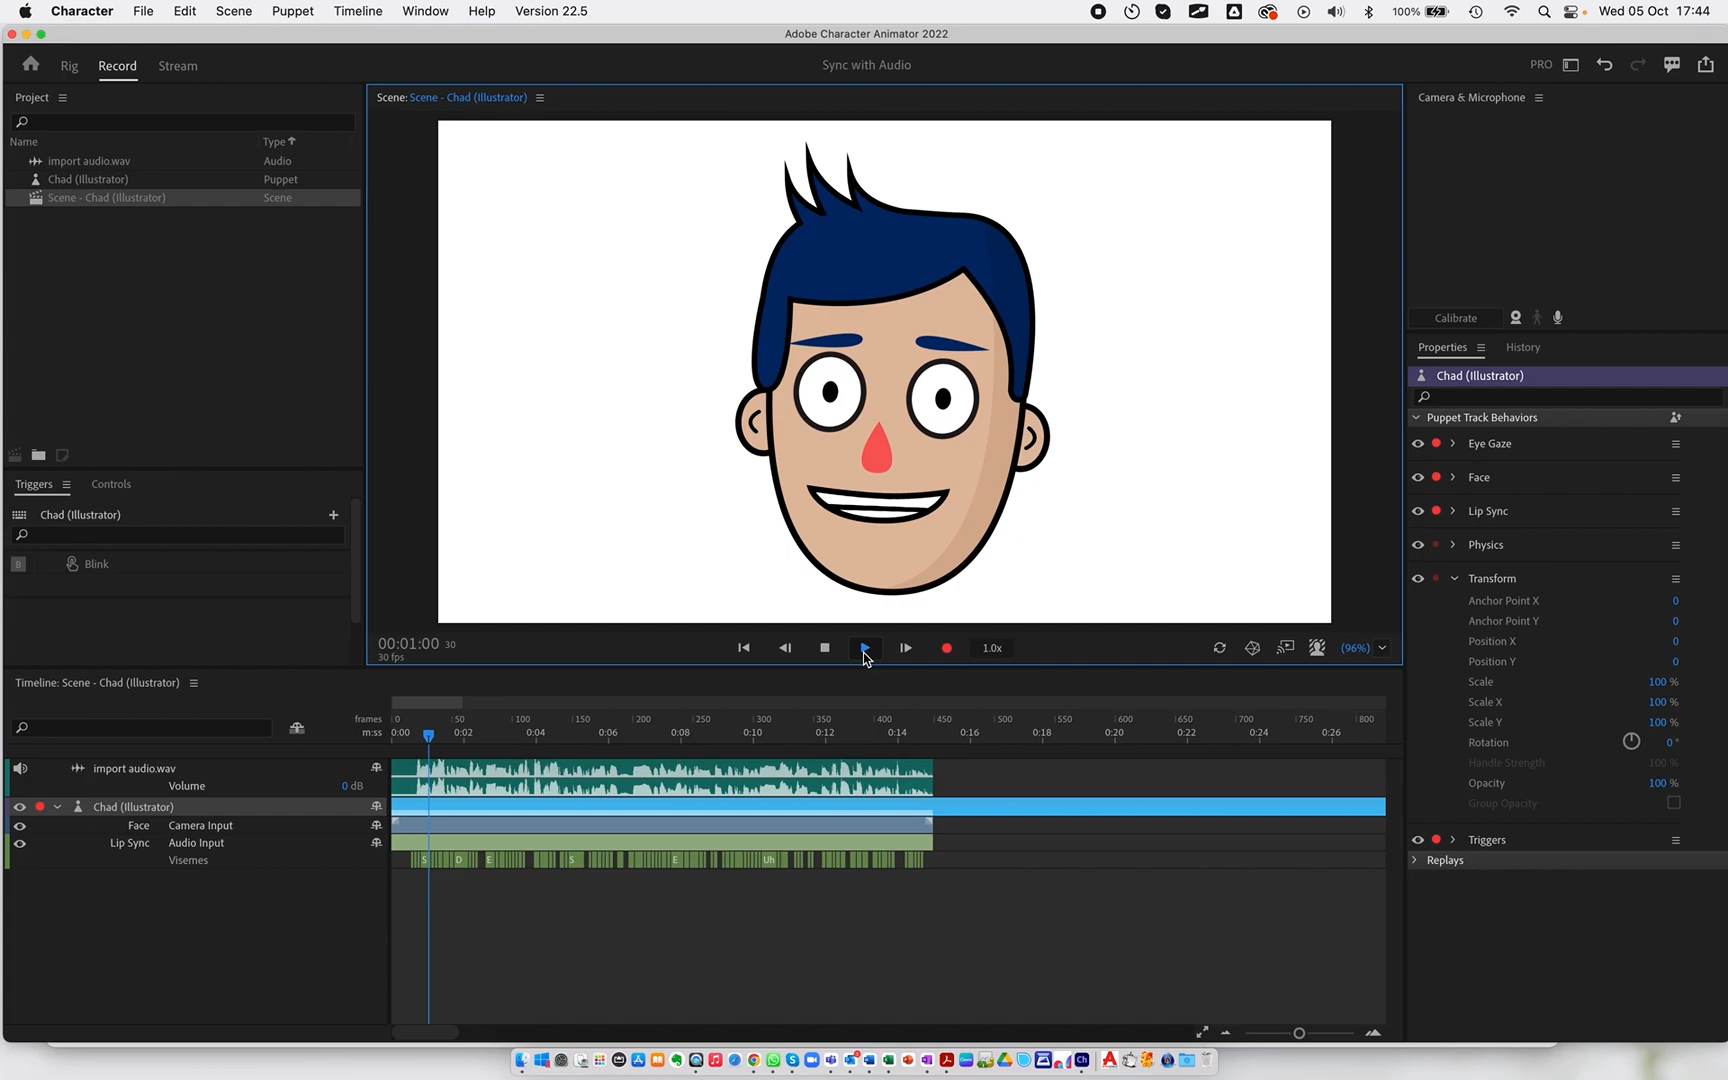 Character File Edit Scene Puppet Timeline Window Help Version 22.5 100% Wed 05 Oct 17:44
Adobe Character Animator 2022
Rig Record Stream Sync with Audio PRO
Project
Name Type
import audio.wav Audio
Chad (Illustrator) Puppet
Scene - Chad (Illustrator) Scene
Triggers Controls
Chad (Illustrator) +
B Blink
Scene: Scene - Chad (Illustrator)
00:01:00 30
30 fps
1.0x
(96%)
Camera & Microphone
Calibrate
Properties History
Chad (Illustrator)
Puppet Track Behaviors
Eye Gaze
Face
Lip Sync
Physics
Transform
Anchor Point X 0
Anchor Point Y 0
Position X 0
Position Y 0
Scale 100 %
Scale X 100 %
Scale Y 100 %
Rotation 0 °
Handle Strength 100 %
Opacity 100 %
Group Opacity
Triggers
Replays
Timeline: Scene - Chad (Illustrator)
frames 0 50 100 150 200 250 300 350 400 450 500 550 600 650 700 750 800
m:ss 0:00 0:02 0:04 0:06 0:08 0:10 0:12 0:14 0:16 0:18 0:20 0:22 0:24 0:26
import audio.wav
Volume 0 dB
Chad (Illustrator)
Face Camera Input
Lip Sync Audio Input
Visemes S D E S E Uh